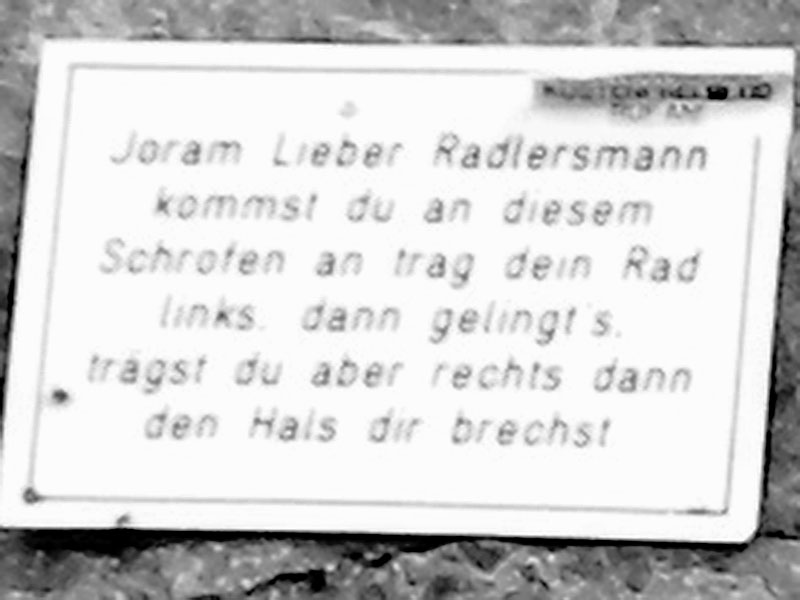 Joram Lieber Radlersmann
kommst du an diesem
Schrofen an trag dein Rad
links. dann gelingt's.
trägst du aber rechts dann
den Hals dir brechst